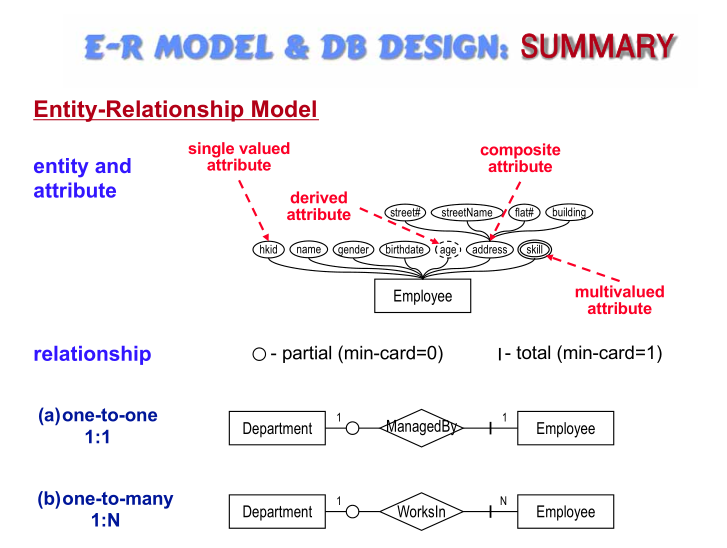 E-R MODEL & DB DESIGN: SUMMARY
Entity-Relationship Model
entity and
attribute
single valued
attribute
derived
attribute
composite
attribute
street# streetName flat# building
hkid name gender birthdate age address skill
Employee
multivalued
attribute
relationship
- partial (min-card=0) - total (min-card=1)
(a) one-to-one
1:1
Department 1 ManagedBy 1 Employee
(b) one-to-many
1:N
Department 1 WorksIn N Employee